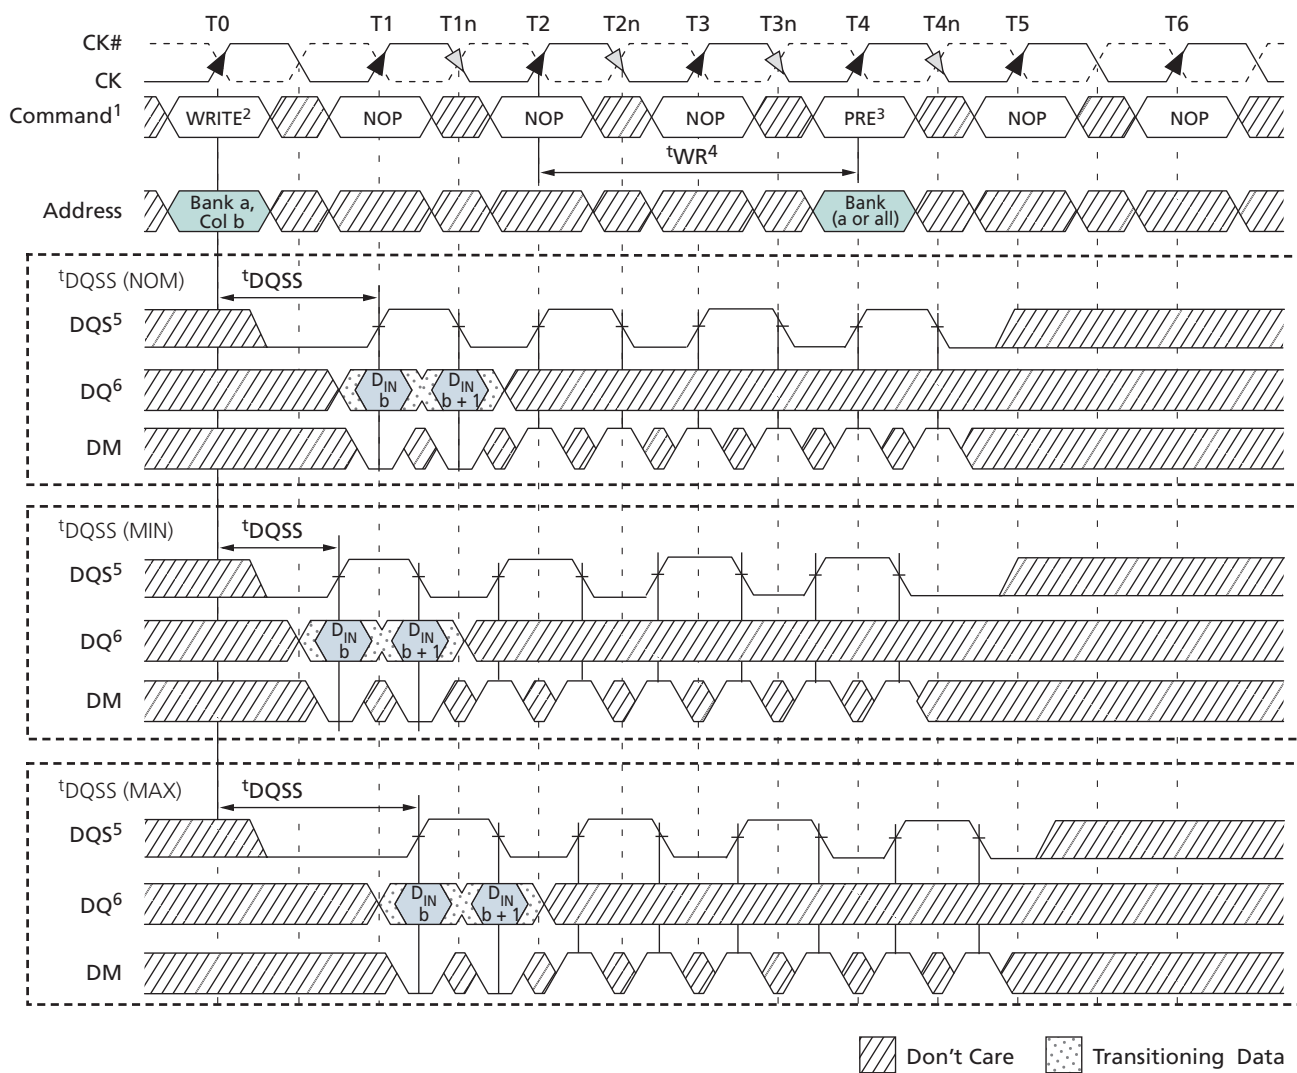 T0 T1 T1n T2 T2n T3 T3n T4 T4n T5 T6
CK#
CK
Command1 WRITE2 NOP NOP NOP PRE3 NOP NOP
tWR4
Address Bank a, Col b Bank (a or all)
tDQSS (NOM) tDQSS
DQS5
DQ6 DIN b DIN b + 1
DM
tDQSS (MIN) tDQSS
DQS5
DQ6 DIN b DIN b + 1
DM
tDQSS (MAX) tDQSS
DQS5
DQ6 DIN b DIN b + 1
DM
Don't Care Transitioning Data